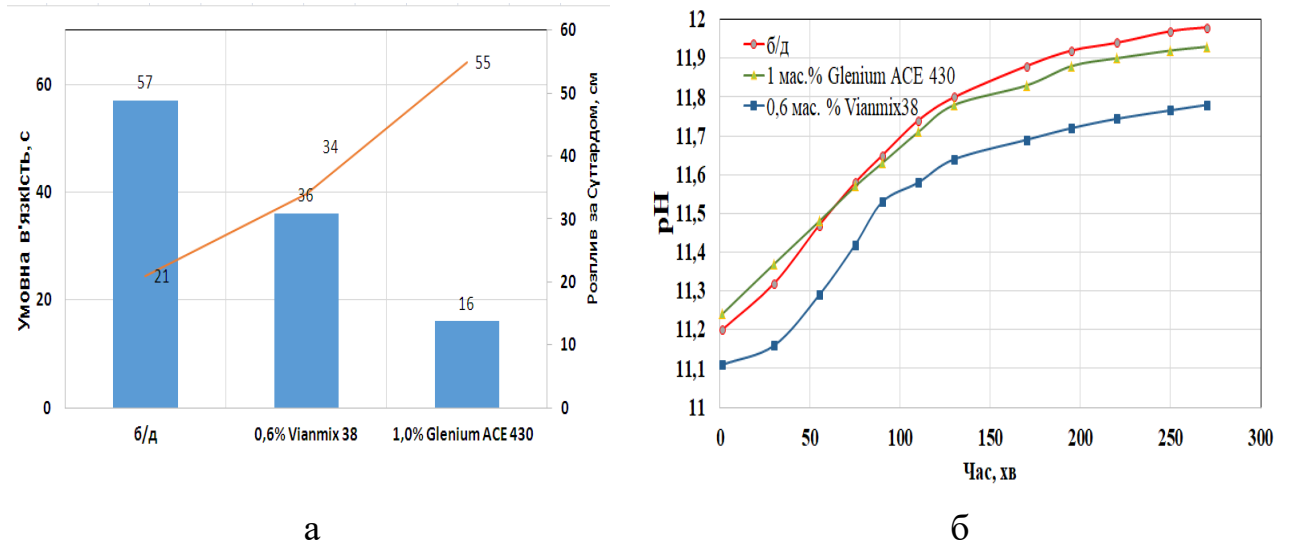 Умовна в'язкість, с
60
40
20
0
57
36
16
21
34
55
60
50
40
30
20
10
0
Розплив за Суттардом, см
б/д
0,6% Vianmix 38
1,0% Glenium ACE 430
а
рН
12
11,9
11,8
11,7
11,6
11,5
11,4
11,3
11,2
11,1
11
б/д
1 мас.% Glenium ACE 430
0,6 мас. % Vianmix38
0
50
100
150
200
250
300
Час, хв
б